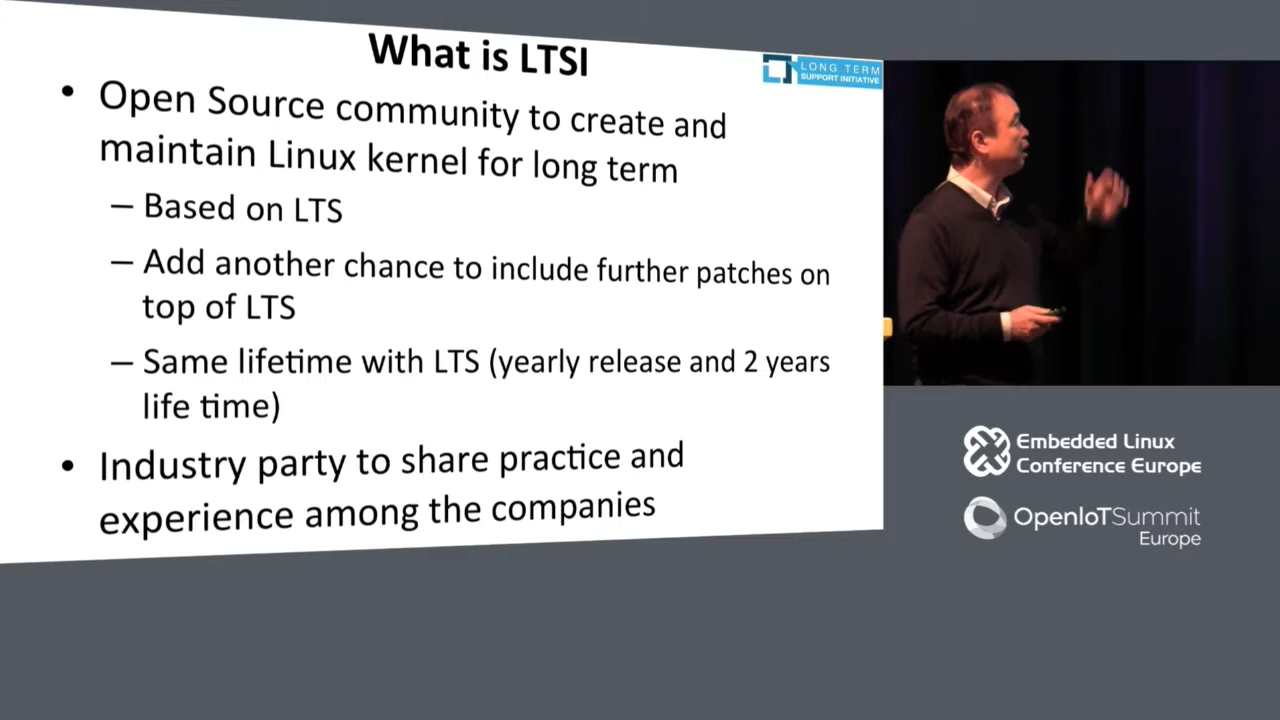 What is LTSI
LONG TERM
SUPPORT INITIATIVE
• Open Source community to create and
maintain Linux kernel for long term
– Based on LTS
– Add another chance to include further patches on
top of LTS
– Same lifetime with LTS (yearly release and 2 years
life time)
• Industry party to share practice and
experience among the companies
Embedded Linux
Conference Europe
OpenIoTSummit
Europe